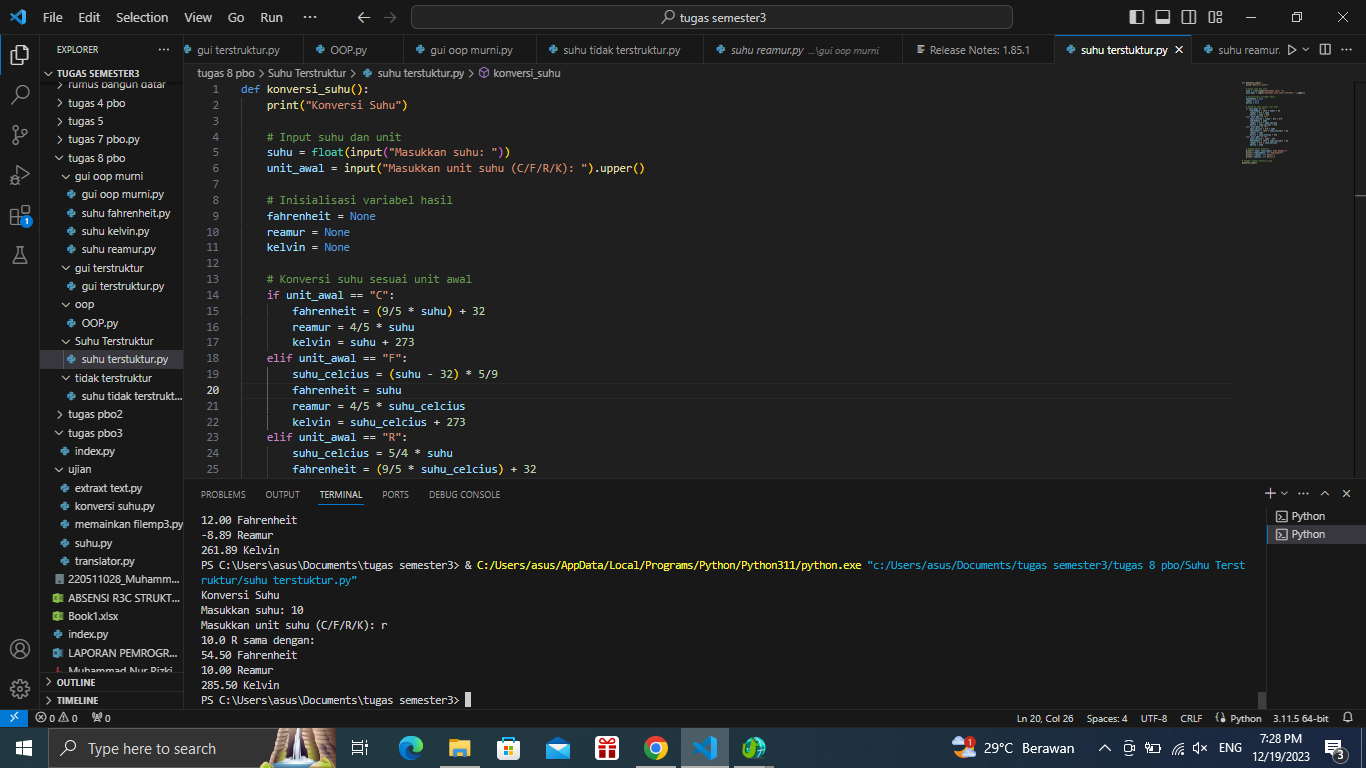 File Edit Selection View Go Run ··· tugas semester3
EXPLORER ···
gui terstruktur.py OOP.py gui oop murni.py suhu tidak terstruktur.py suhu reamur.py ...\gui oop murni Release Notes: 1.85.1 suhu terstuktur.py suhu reamur.
TUGAS SEMESTER3
rumus bangun datar
tugas 4 pbo
tugas 5
tugas 7 pbo.py
tugas 8 pbo
gui oop murni
gui oop murni.py
suhu fahrenheit.py
suhu kelvin.py
suhu reamur.py
gui terstruktur
gui terstruktur.py
oop
OOP.py
Suhu Terstruktur
suhu terstuktur.py
tidak terstruktur
suhu tidak terstrukt...
tugas pbo2
tugas pbo3
index.py
ujian
extraxt text.py
konversi suhu.py
memainkan filemp3.py
suhu.py
translator.py
220511028_Muhamm...
ABSENSI R3C STRUKT...
Book1.xlsx
index.py
LAPORAN PEMROGR...
Muhammad Nur Rizki
OUTLINE
TIMELINE
1
tugas 8 pbo > Suhu Terstruktur > suhu terstuktur.py > konversi_suhu
1 def konversi_suhu():
2 print("Konversi Suhu")
3
4 # Input suhu dan unit
5 suhu = float(input("Masukkan suhu: "))
6 unit_awal = input("Masukkan unit suhu (C/F/R/K): ").upper()
7
8 # Inisialisasi variabel hasil
9 fahrenheit = None
10 reamur = None
11 kelvin = None
12
13 # Konversi suhu sesuai unit awal
14 if unit_awal == "C":
15 fahrenheit = (9/5 * suhu) + 32
16 reamur = 4/5 * suhu
17 kelvin = suhu + 273
18 elif unit_awal == "F":
19 suhu_celcius = (suhu - 32) * 5/9
20 fahrenheit = suhu
21 reamur = 4/5 * suhu_celcius
22 kelvin = suhu_celcius + 273
23 elif unit_awal == "R":
24 suhu_celcius = 5/4 * suhu
25 fahrenheit = (9/5 * suhu_celcius) + 32
PROBLEMS OUTPUT TERMINAL PORTS DEBUG CONSOLE
12.00 Fahrenheit
-8.89 Reamur
261.89 Kelvin
PS C:\Users\asus\Documents\tugas semester3> & C:/Users/asus/AppData/Local/Programs/Python/Python311/python.exe "c:/Users/asus/Documents/tugas semester3/tugas 8 pbo/Suhu Terst
ruktur/suhu terstuktur.py"
Konversi Suhu
Masukkan suhu: 10
Masukkan unit suhu (C/F/R/K): r
10.0 R sama dengan:
54.50 Fahrenheit
10.00 Reamur
285.50 Kelvin
PS C:\Users\asus\Documents\tugas semester3>
Python
Python
0 0 0 Ln 20, Col 26 Spaces: 4 UTF-8 CRLF Python 3.11.5 64-bit
Type here to search
1
29°C Berawan
ENG
7:28 PM
12/19/2023
3